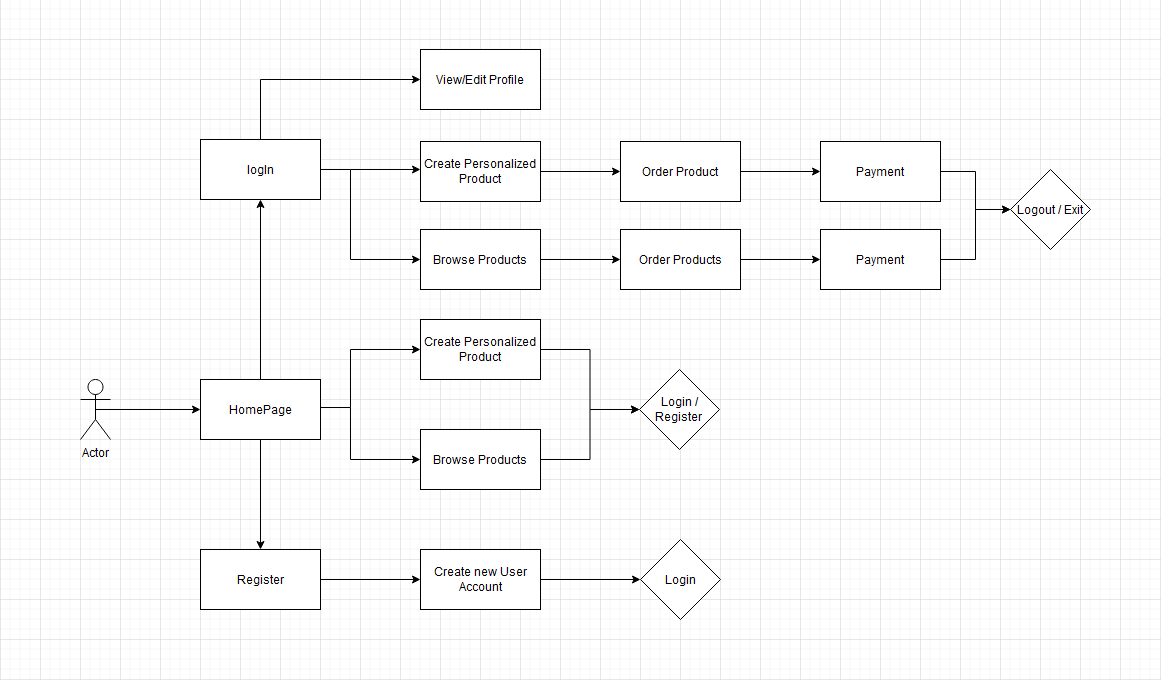 View/Edit Profile
logIn
Create Personalized
Product
Order Product
Payment
Logout / Exit
Browse Products
Order Products
Payment
Create Personalized
Product
Actor
HomePage
Login /
Register
Browse Products
Register
Create new User
Account
Login